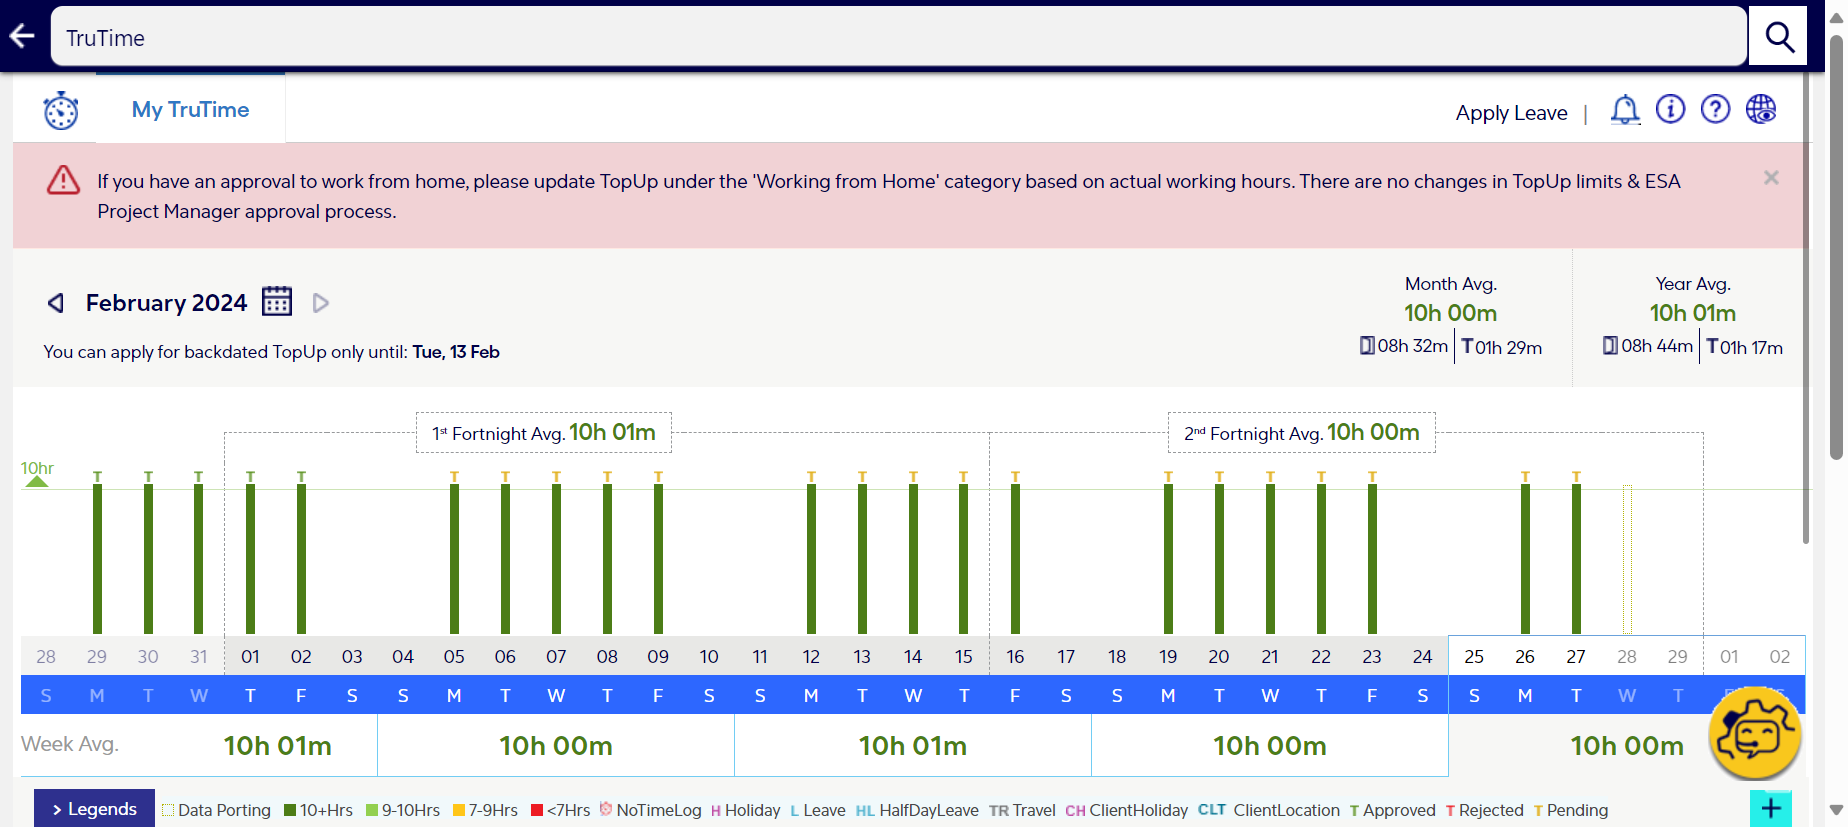 TruTime
My TruTime
Apply Leave |
If you have an approval to work from home, please update TopUp under the 'Working from Home' category based on actual working hours. There are no changes in TopUp limits & ESA
Project Manager approval process.
February 2024
You can apply for backdated TopUp only until: Tue, 13 Feb
Month Avg.
10h 00m
08h 32m T 01h 29m
Year Avg.
10h 01m
08h 44m T 01h 17m
1st Fortnight Avg. 10h 01m
2nd Fortnight Avg. 10h 00m
10hr
T T T T T T T T T T T T T T T T T T T T T T
28 29 30 31 01 02 03 04 05 06 07 08 09 10 11 12 13 14 15 16 17 18 19 20 21 22 23 24 25 26 27 28 29 01 02
S M T W T F S S M T W T F S S M T W T F S S M T W T F S S M T W T
Week Avg. 10h 01m 10h 00m 10h 01m 10h 00m 10h 00m
> Legends Data Porting 10+Hrs 9-10Hrs 7-9Hrs <7Hrs NoTimeLog H Holiday L Leave HL HalfDayLeave TR Travel CH ClientHoliday CLT ClientLocation T Approved T Rejected T Pending